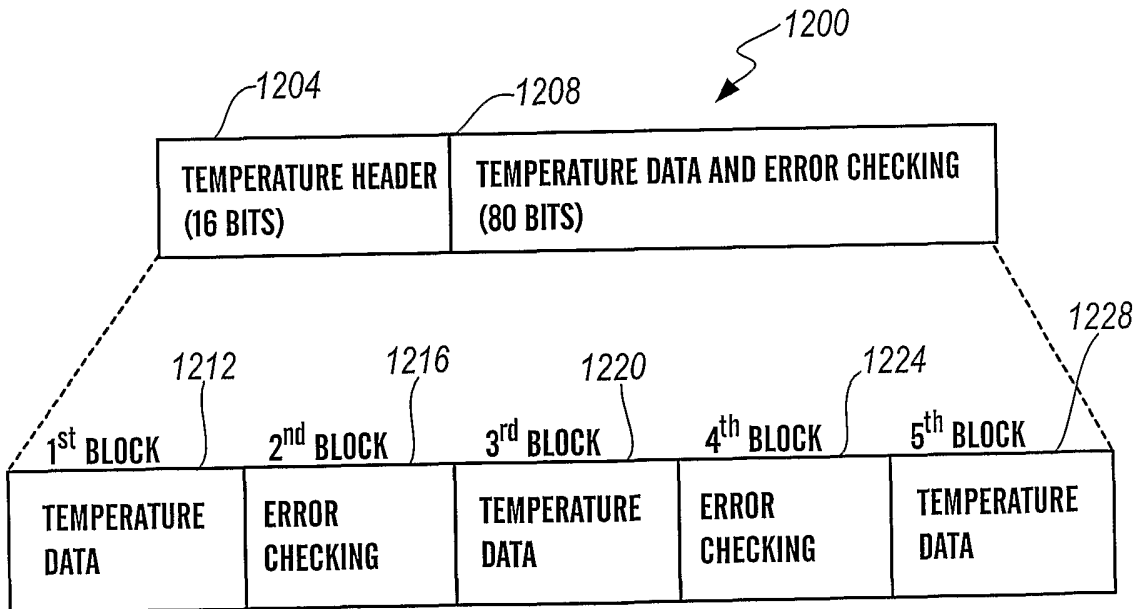 1200
1204
1208
TEMPERATURE HEADER
(16 BITS)
TEMPERATURE DATA AND ERROR CHECKING
(80 BITS)
1212
1216
1220
1224
1228
1st BLOCK
2nd BLOCK
3rd BLOCK
4th BLOCK
5th BLOCK
TEMPERATURE
DATA
ERROR
CHECKING
TEMPERATURE
DATA
ERROR
CHECKING
TEMPERATURE
DATA